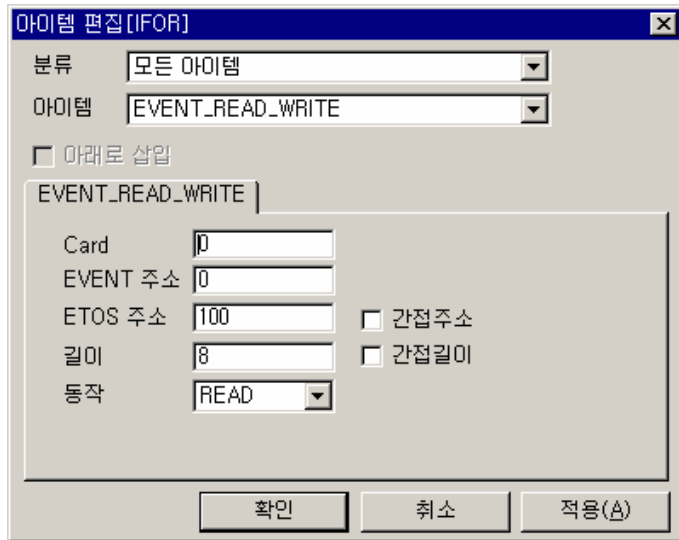 아이템 편집[IFOR]
분류 모든 아이템
아이템 EVENT_READ_WRITE
아래로 삽입
EVENT_READ_WRITE
Card 0
EVENT 주소 0
ETOS 주소 100 간접주소
길이 8 간접길이
동작 READ
확인 취소 적용(A)